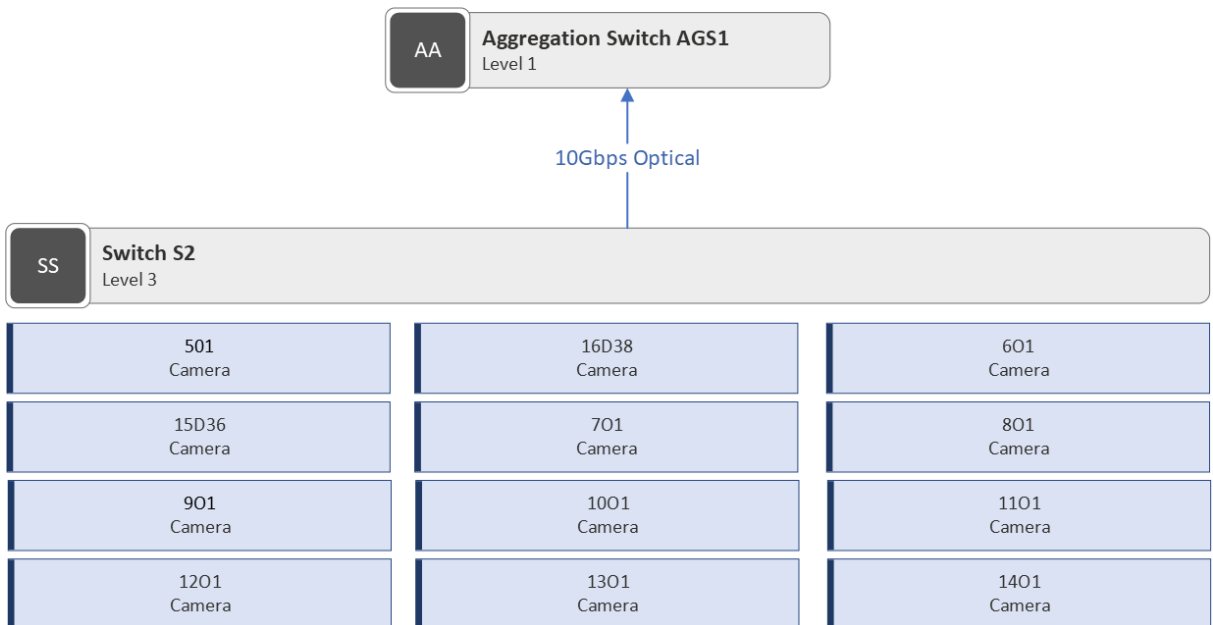 AA
Aggregation Switch AGS1
Level 1
10Gbps Optical
SS
Switch S2
Level 3
5O1
Camera
16D38
Camera
6O1
Camera
15D36
Camera
7O1
Camera
8O1
Camera
9O1
Camera
10O1
Camera
11O1
Camera
12O1
Camera
13O1
Camera
14O1
Camera